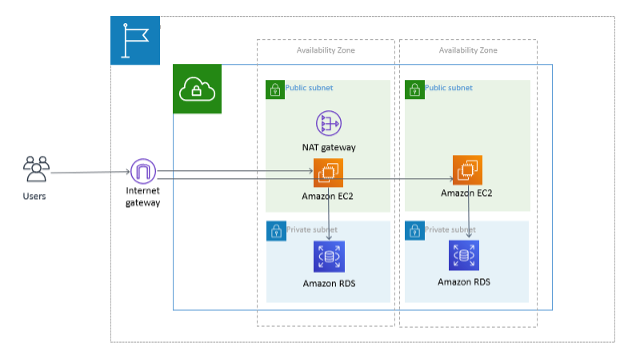 Availability Zone
Availability Zone
Public subnet
Public subnet
NAT gateway
Users
Internet
gateway
Amazon EC2
Amazon EC2
Private subnet
Private subnet
Amazon RDS
Amazon RDS